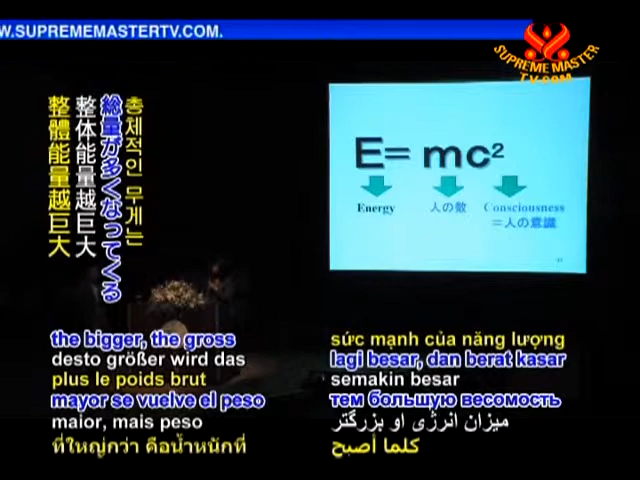 W.SUPREMEMASTERTV.COM.
SUPREME MASTER
TV.COM
총체적인 무게는
総量が多くなってくる
整体能量越巨大
整體能量越巨大
E= mc²
Energy
人の数
Consciousness
＝人の意識
the bigger, the gross
desto größer wird das
plus le poids brut
mayor se vuelve el peso
maior, mais peso
ที่ใหญ่กว่า คือน้ำหนักที่
sức mạnh của năng lượng
lagi besar, dan berat kasar
semakin besar
тем большую весомость
میزان انرژی او بزرگتر
كلما أصبح